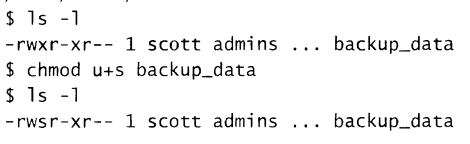 $ ls -l
-rwxr-xr-- 1 scott admins ... backup_data
$ chmod u+s backup_data
$ ls -l
-rwsr-xr-- 1 scott admins ... backup_data